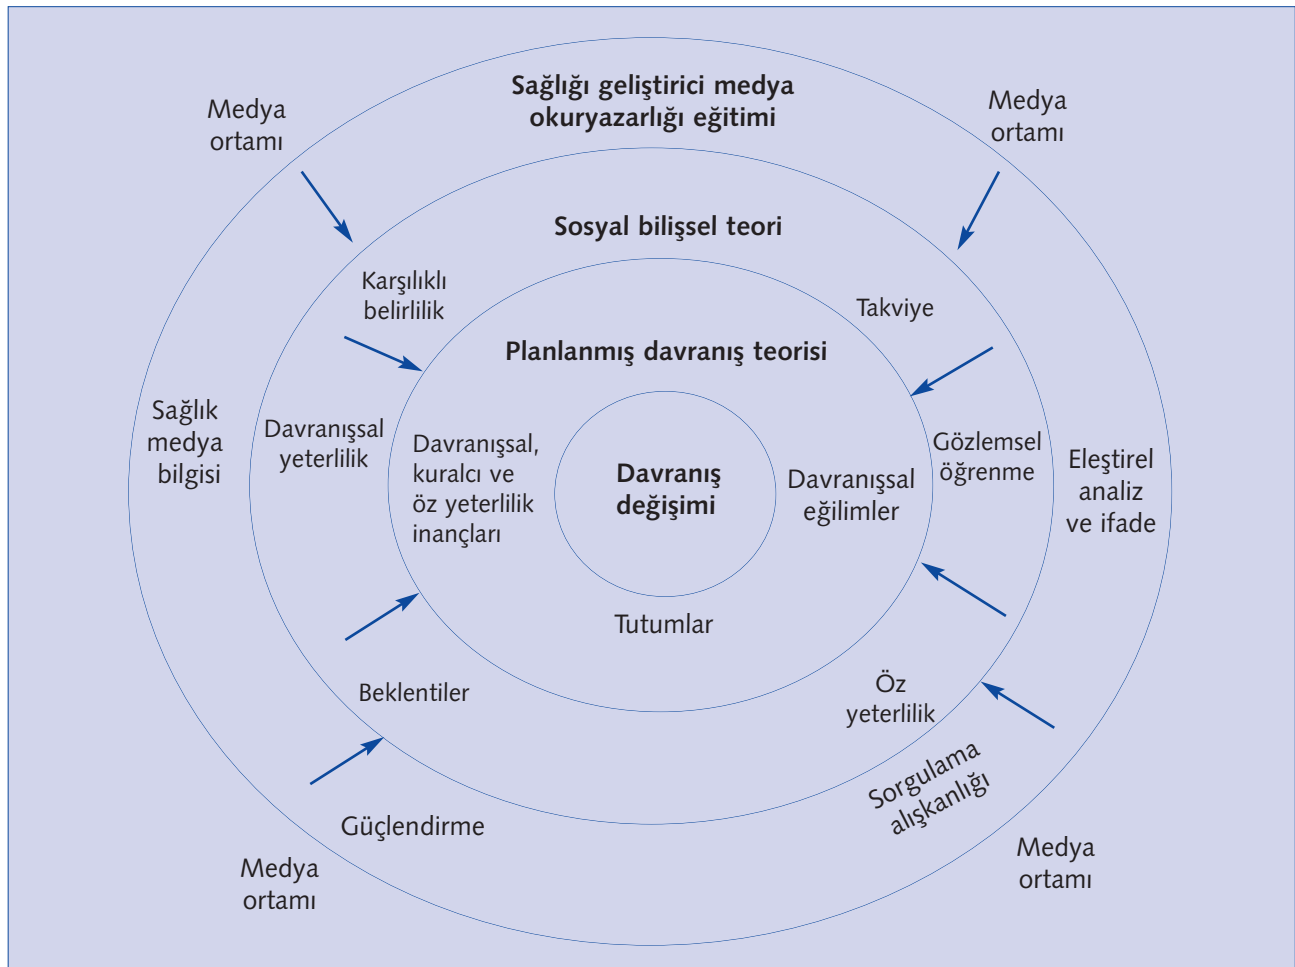 Sağlığı geliştirici medya
okuryazarlığı eğitimi
Medya
ortamı
Medya
ortamı
Sosyal bilişsel teori
Karşılıklı
belirlilik
Takviye
Planlanmış davranış teorisi
Sağlık
medya
bilgisi
Davranışsal
yeterlilik
Davranışsal,
kuralcı ve
öz yeterlilik
inançları
Davranış
değişimi
Davranışsal
eğilimler
Gözlemsel
öğrenme
Eleştirel
analiz
ve ifade
Tutumlar
Beklentiler
Öz
yeterlilik
Sorgulama
alışkanlığı
Güçlendirme
Medya
ortamı
Medya
ortamı